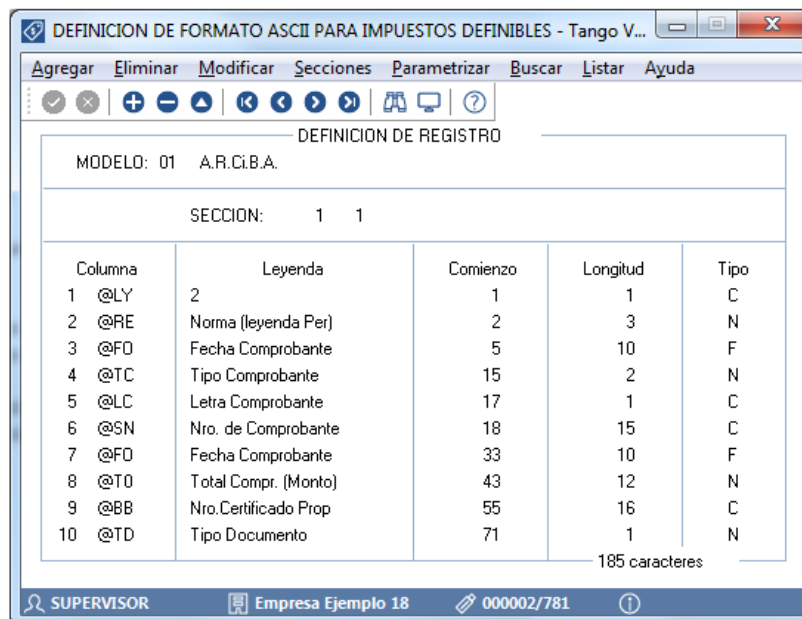 DEFINICION DE FORMATO ASCII PARA IMPUESTOS DEFINIBLES - Tango V...
Agregar Eliminar Modificar Secciones Parametrizar Buscar Listar Ayuda
DEFINICION DE REGISTRO
MODELO: 01 A.R.Ci.B.A.
SECCION: 1 1
Columna Leyenda Comienzo Longitud Tipo
1 @LY 2 1 1 C
2 @RE Norma (leyenda Per) 2 3 N
3 @FO Fecha Comprobante 5 10 F
4 @TC Tipo Comprobante 15 2 N
5 @LC Letra Comprobante 17 1 C
6 @SN Nro. de Comprobante 18 15 C
7 @FO Fecha Comprobante 33 10 F
8 @TO Total Compr. (Monto) 43 12 N
9 @BB Nro.Certificado Prop 55 16 C
10 @TD Tipo Documento 71 1 N
185 caracteres
SUPERVISOR Empresa Ejemplo 18 000002/781